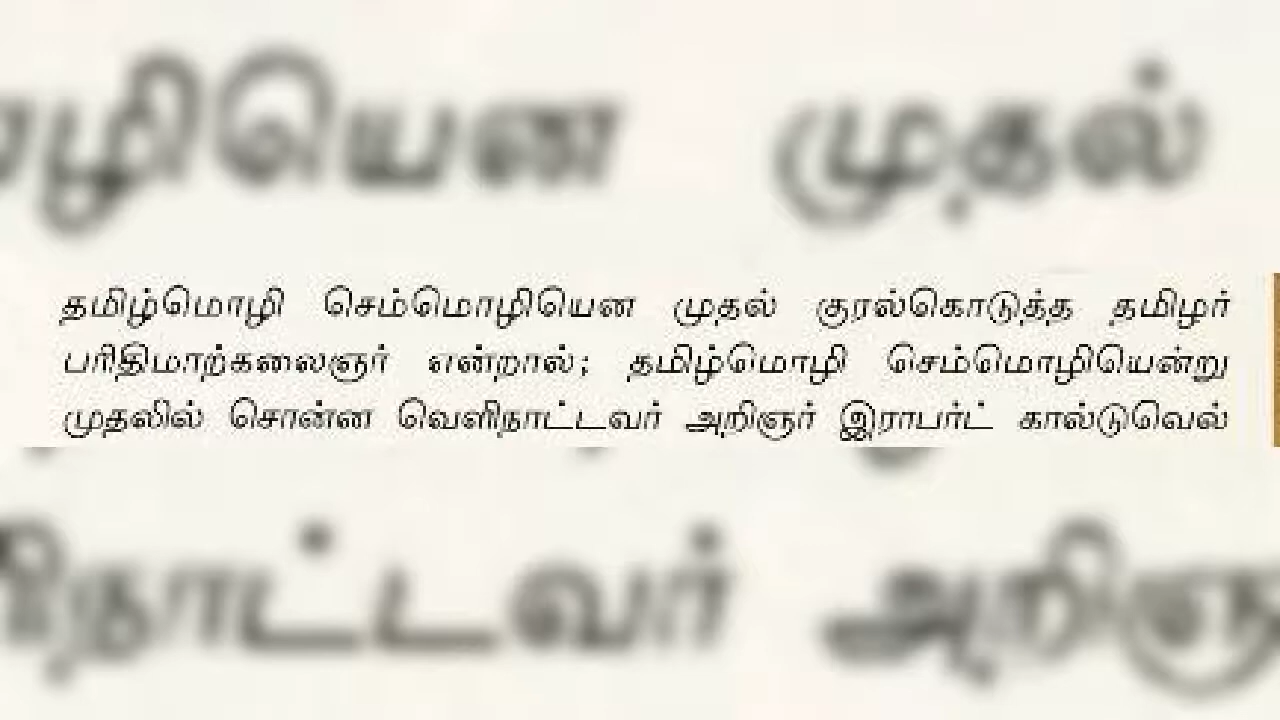 தமிழ்மொழி செம்மொழியென முதல் குரல்கொடுத்த தமிழர்
பரிதிமாற்கலைஞர் என்றால்; தமிழ்மொழி செம்மொழியென்று
முதலில் சொன்ன வெளிநாட்டவர் அறிஞர் இராபர்ட் கால்டுவெல்